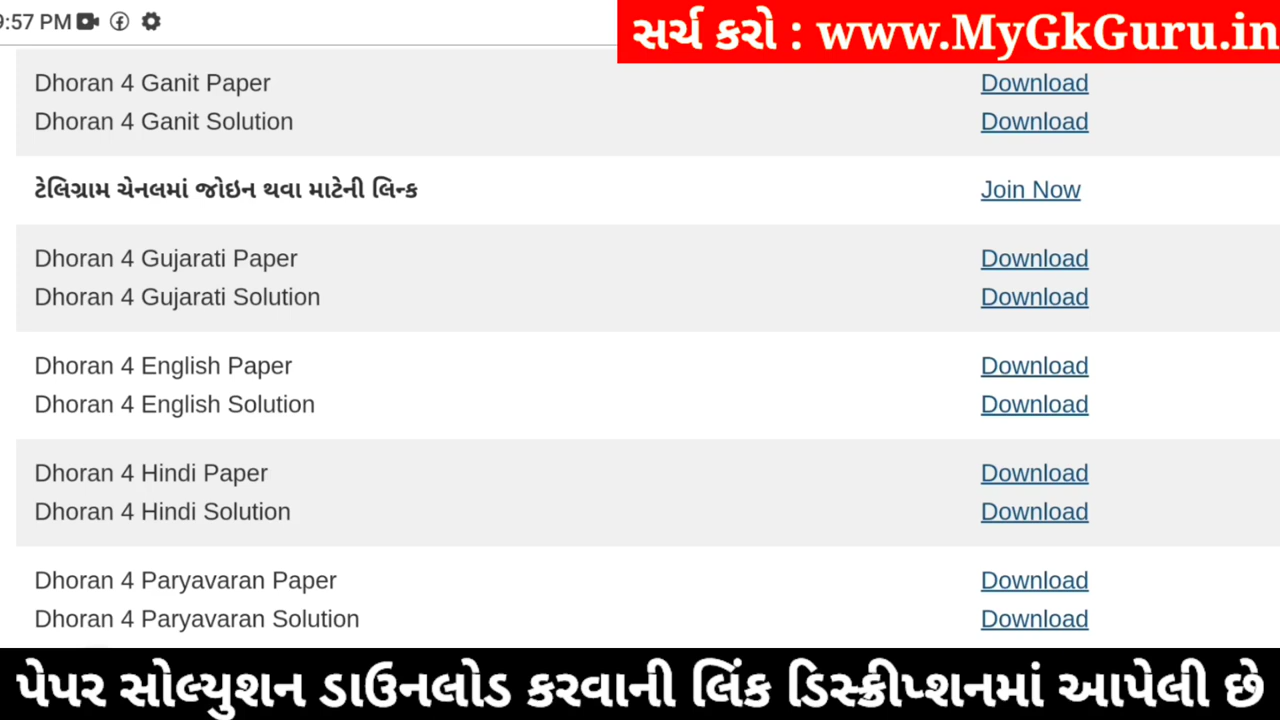 9:57 PM
સર્ચ કરો : www.MyGkGuru.in
Dhoran 4 Ganit Paper Download
Dhoran 4 Ganit Solution Download
ટેલિગ્રામ ચેનલમાં જોઇન થવા માટેની લિન્ક Join Now
Dhoran 4 Gujarati Paper Download
Dhoran 4 Gujarati Solution Download
Dhoran 4 English Paper Download
Dhoran 4 English Solution Download
Dhoran 4 Hindi Paper Download
Dhoran 4 Hindi Solution Download
Dhoran 4 Paryavaran Paper Download
Dhoran 4 Paryavaran Solution Download
પેપર સોલ્યુશન ડાઉનલોડ કરવાની લિંક ડિસ્ક્રીપ્શનમાં આપેલી છે